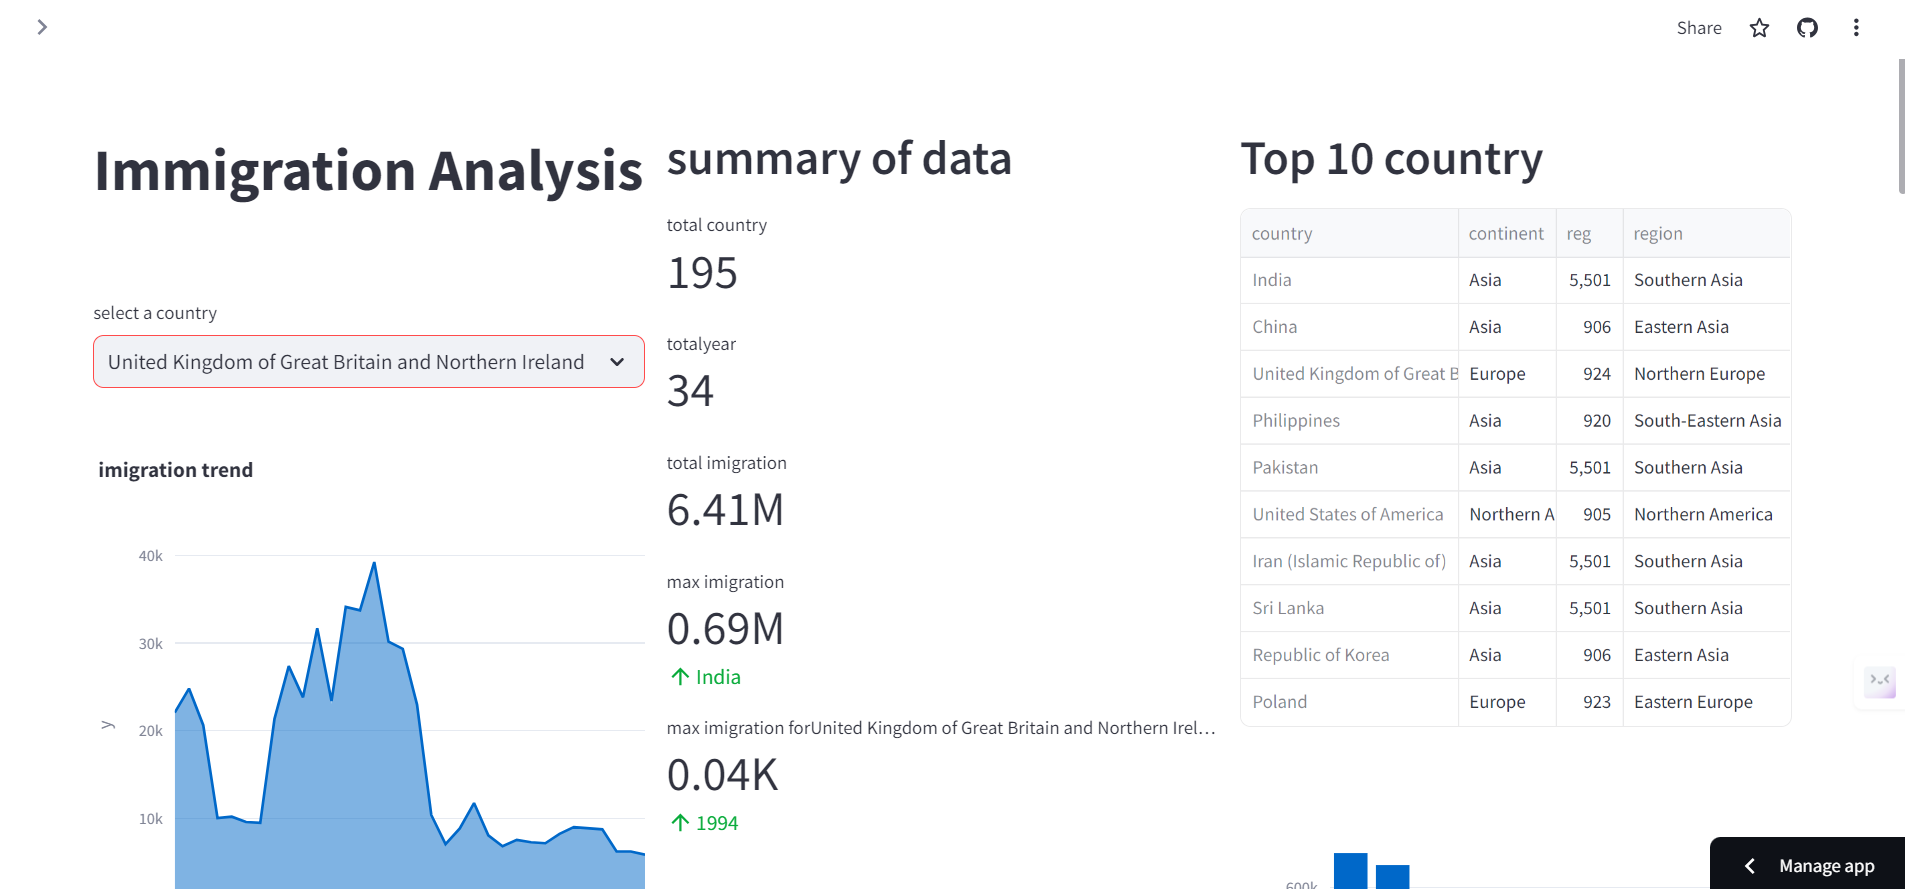 Share
Immigration Analysis
select a country
United Kingdom of Great Britain and Northern Ireland
imigration trend
40k
30k
20k
10k
y
summary of data
total country
195
totalyear
34
total imigration
6.41M
max imigration
0.69M
India
max imigration forUnited Kingdom of Great Britain and Northern Irel…
0.04K
1994
Top 10 country
country continent reg region
India Asia 5,501 Southern Asia
China Asia 906 Eastern Asia
United Kingdom of Great B Europe 924 Northern Europe
Philippines Asia 920 South-Eastern Asia
Pakistan Asia 5,501 Southern Asia
United States of America Northern A 905 Northern America
Iran (Islamic Republic of) Asia 5,501 Southern Asia
Sri Lanka Asia 5,501 Southern Asia
Republic of Korea Asia 906 Eastern Asia
Poland Europe 923 Eastern Europe
600k
Manage app